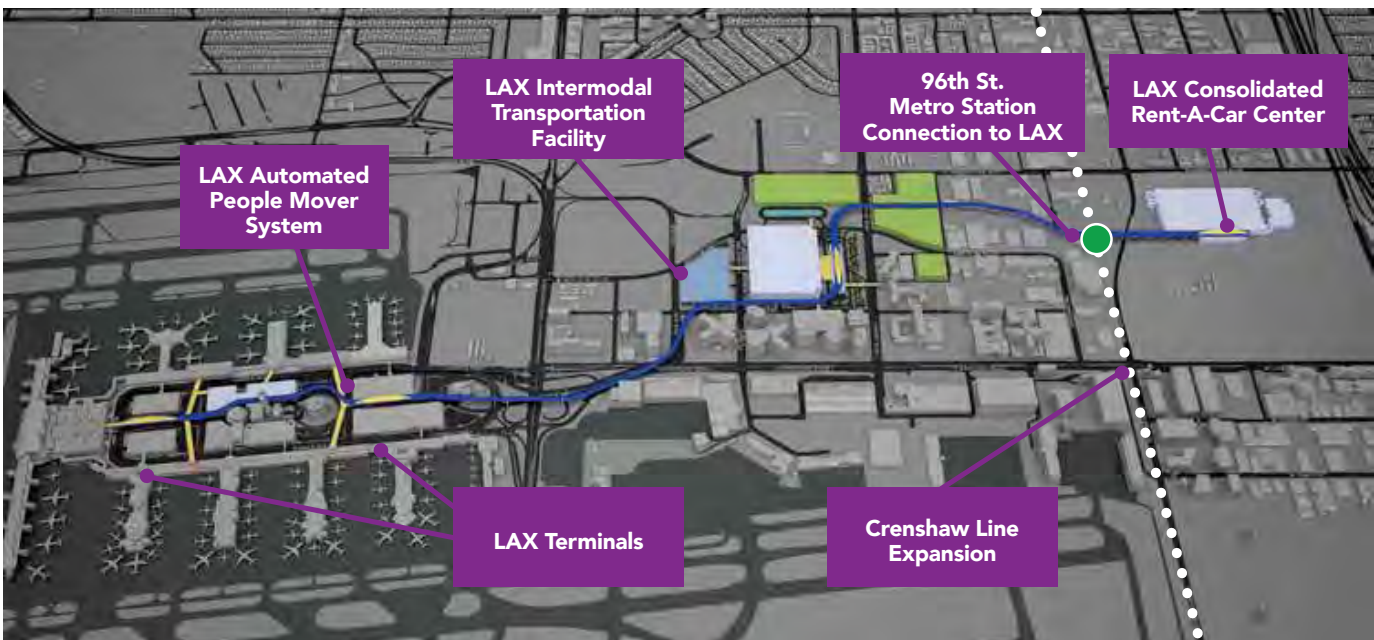 LAX Intermodal
Transportation
Facility
96th St.
Metro Station
Connection to LAX
LAX Consolidated
Rent-A-Car Center
LAX Automated
People Mover
System
LAX Terminals
Crenshaw Line
Expansion